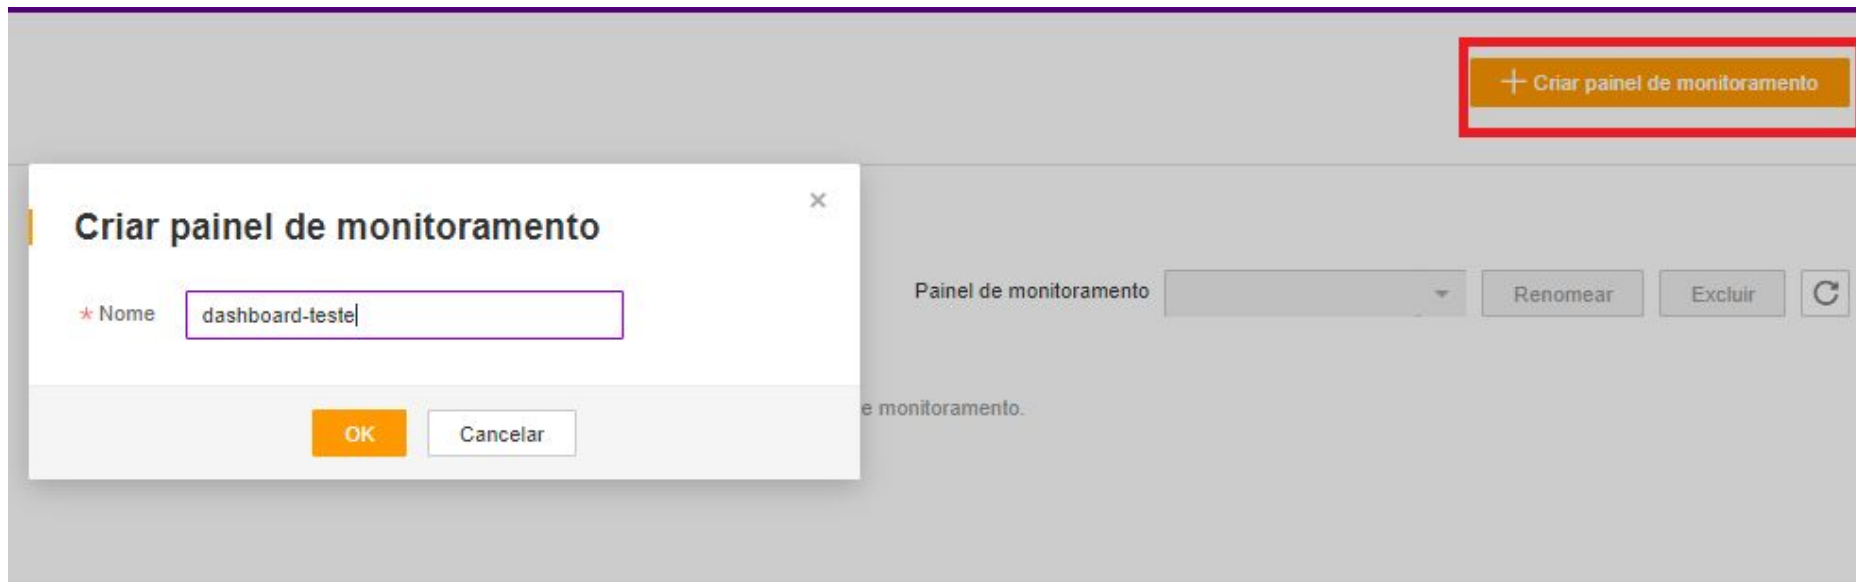 Criar painel de monitoramento
Criar painel de monitoramento
* Nome
dashboard-teste
Painel de monitoramento
Renomear
Excluir
e monitoramento.
OK
Cancelar